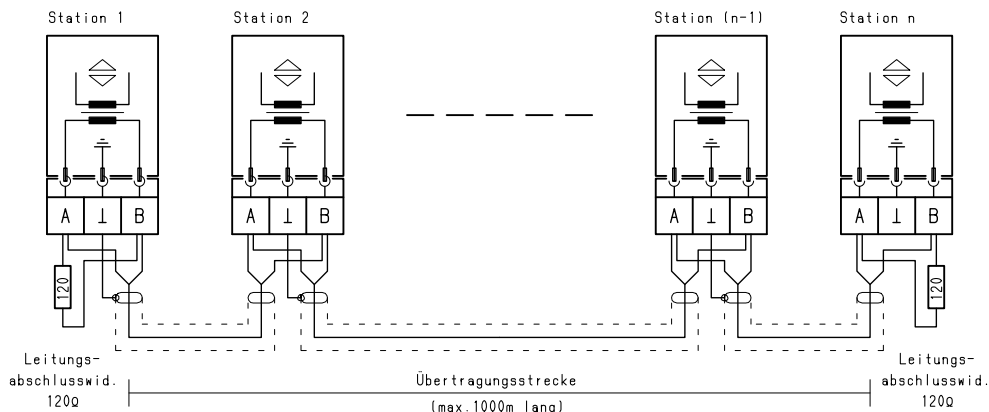 Station 1
Station 2
Station (n-1)
Station n
A ⊥ B
A ⊥ B
A ⊥ B
A ⊥ B
120
120
Leitungs-
abschlusswid.
120Ω
Übertragungsstrecke
(max.1000m lang)
Leitungs-
abschlusswid.
120Ω